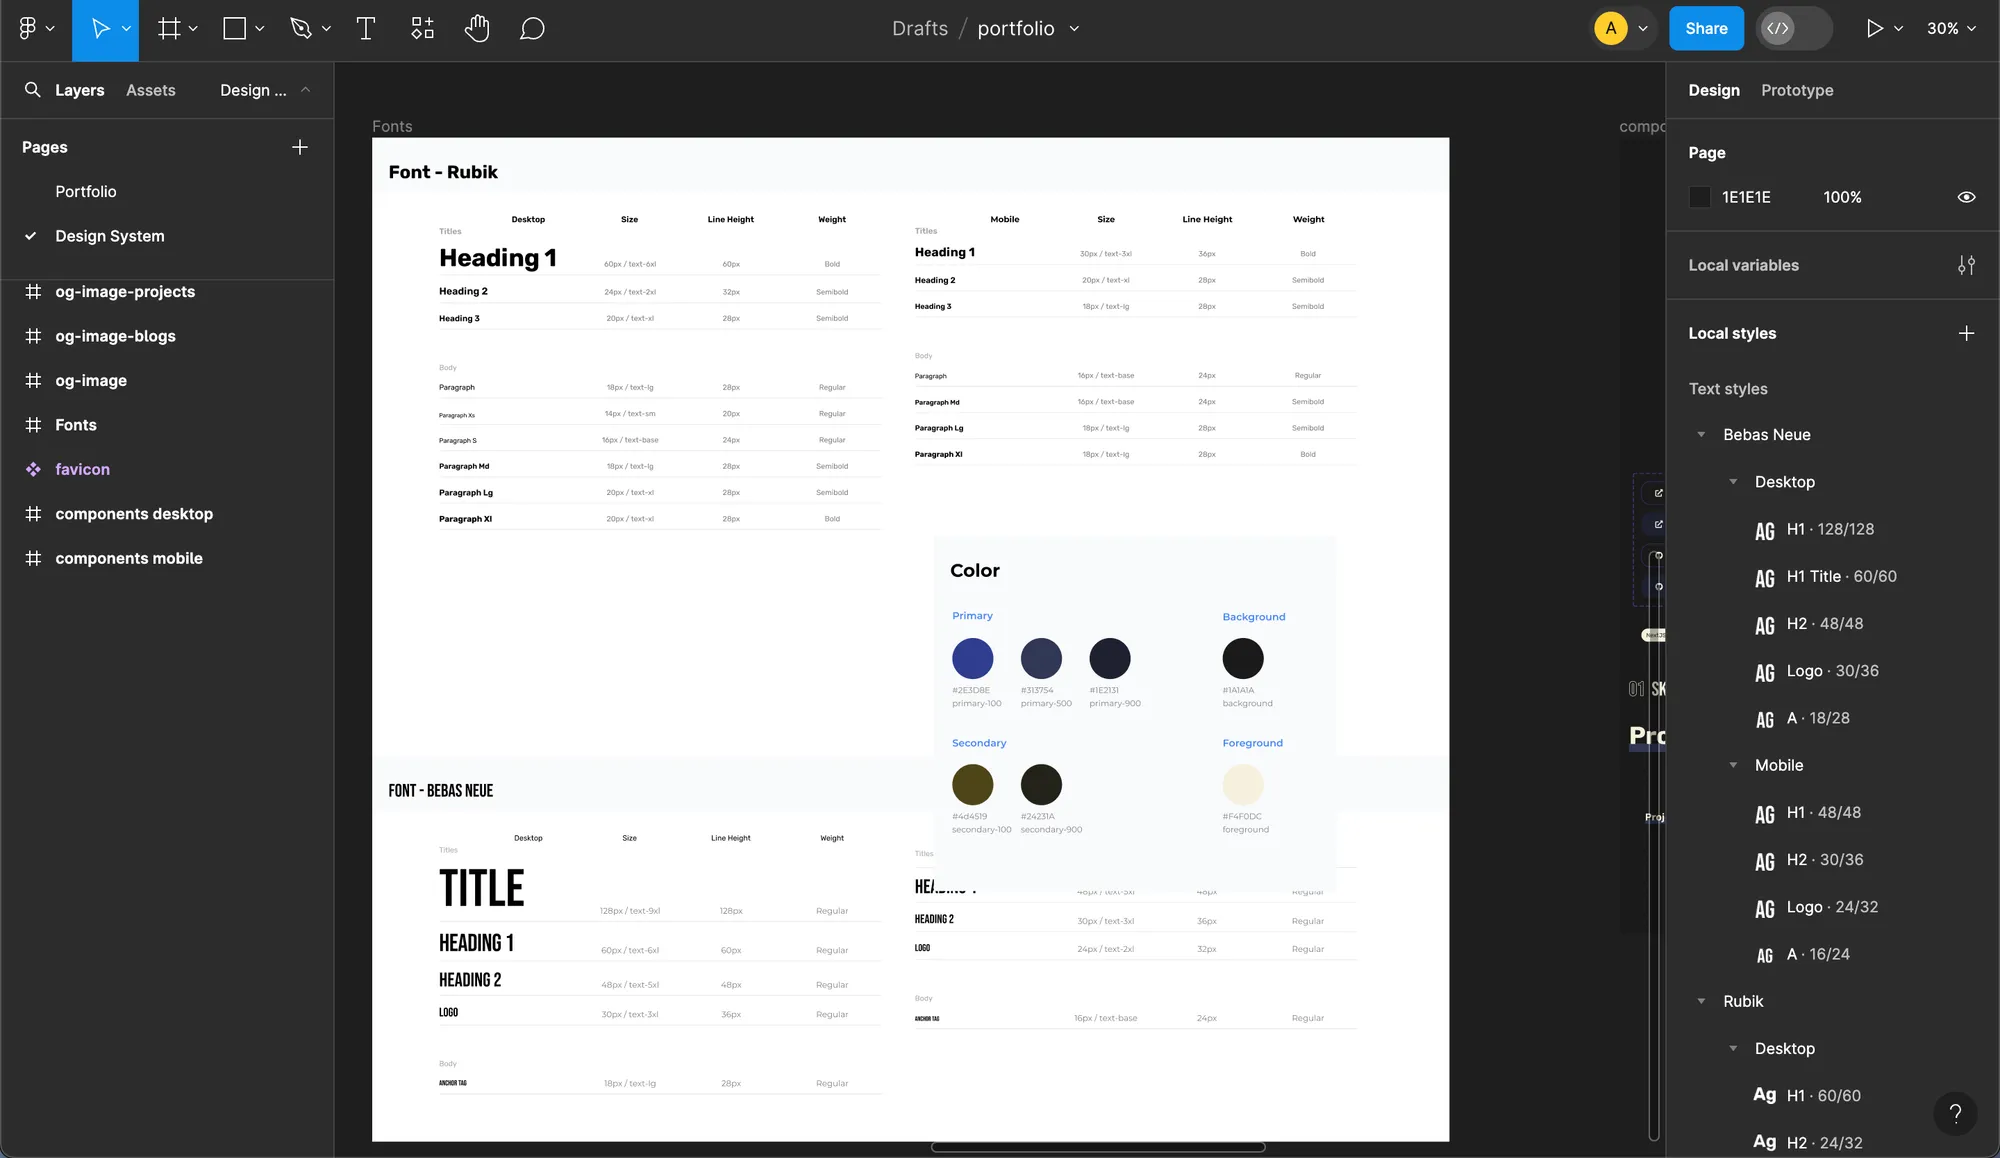 Drafts / portfolio
A
Share
30%
Layers
Assets
Design ...
Pages
Portfolio
Design System
og-image-projects
og-image-blogs
og-image
Fonts
favicon
components desktop
components mobile
Fonts
Font - Rubik
Desktop Size Line Height Weight
Titles
Heading 1 60px / text-6xl 60px Bold
Heading 2 24px / text-2xl 32px Semibold
Heading 3 20px / text-xl 28px Semibold
Body
Paragraph 18px / text-lg 28px Regular
Paragraph Xs 14px / text-sm 20px Regular
Paragraph S 16px / text-base 24px Regular
Paragraph Md 18px / text-lg 28px Semibold
Paragraph Lg 20px / text-xl 28px Semibold
Paragraph Xl 20px / text-xl 28px Bold
Mobile Size Line Height Weight
Titles
Heading 1 30px / text-3xl 36px Bold
Heading 2 20px / text-xl 28px Semibold
Heading 3 18px / text-lg 28px Semibold
Body
Paragraph 16px / text-base 24px Regular
Paragraph Md 16px / text-base 24px Semibold
Paragraph Lg 18px / text-lg 28px Semibold
Paragraph Xl 18px / text-lg 28px Bold
Color
Primary
#2E3D8E
primary-100
#313754
primary-500
#1E2131
primary-900
Background
#1A1A1A
background
Secondary
#4d4519
secondary-100
#24231A
secondary-900
Foreground
#F4F0DC
foreground
FONT - BEBAS NEUE
Desktop Size Line Height Weight
Titles
TITLE 128px / text-9xl 128px Regular
HEADING 1 60px / text-6xl 60px Regular
HEADING 2 48px / text-5xl 48px Regular
LOGO 30px / text-3xl 36px Regular
Body
ANCHOR TAG 18px / text-lg 28px Regular
Titles
HEADING 1 48px / text-5xl 48px Regular
HEADING 2 30px / text-3xl 36px Regular
LOGO 24px / text-2xl 32px Regular
Body
ANCHOR TAG 16px / text-base 24px Regular
compo
01 SK
Pro
Proj
Design
Prototype
Page
1E1E1E 100%
Local variables
Local styles
Text styles
Bebas Neue
Desktop
AG H1 · 128/128
AG H1 Title · 60/60
AG H2 · 48/48
AG Logo · 30/36
AG A · 18/28
Mobile
AG H1 · 48/48
AG H2 · 30/36
AG Logo · 24/32
AG A · 16/24
Rubik
Desktop
Ag H1 · 60/60
Ag H2 · 24/32
?